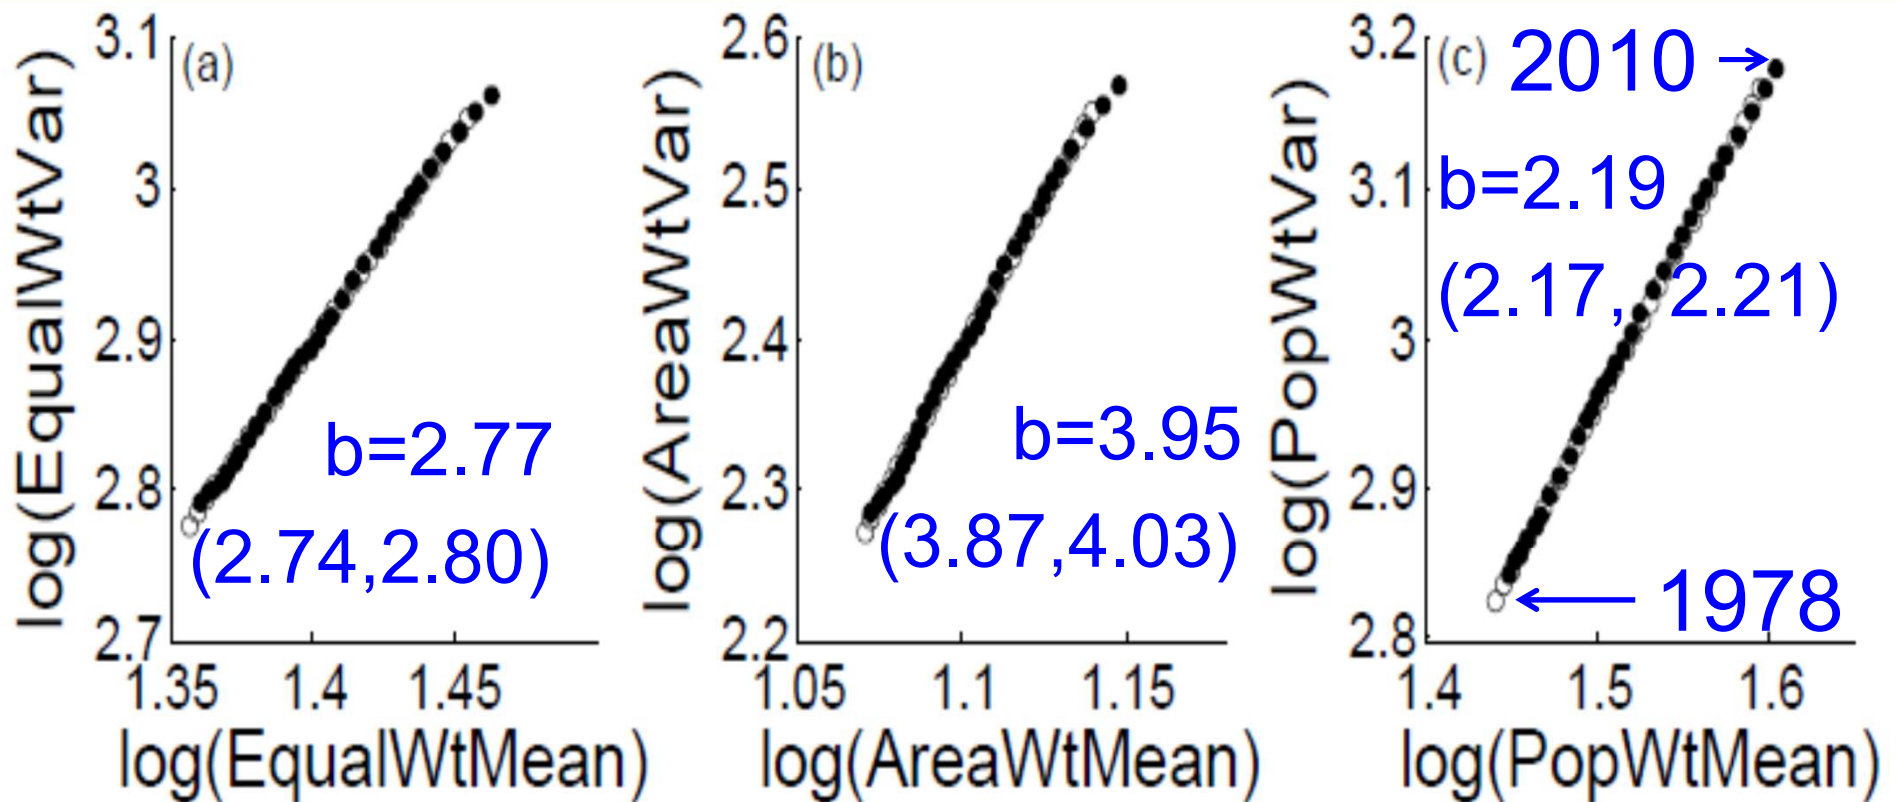 (a)
log(EqualWtVar)
3.1
3
2.9
2.8
2.7
b=2.77
(2.74,2.80)
1.35 1.4 1.45
log(EqualWtMean)
(b)
log(AreaWtVar)
2.6
2.5
2.4
2.3
2.2
b=3.95
(3.87,4.03)
1.05 1.1 1.15
log(AreaWtMean)
(c)
log(PopWtVar)
3.2
3.1
3
2.9
2.8
2010
b=2.19
(2.17, 2.21)
1978
1.4 1.5 1.6
log(PopWtMean)